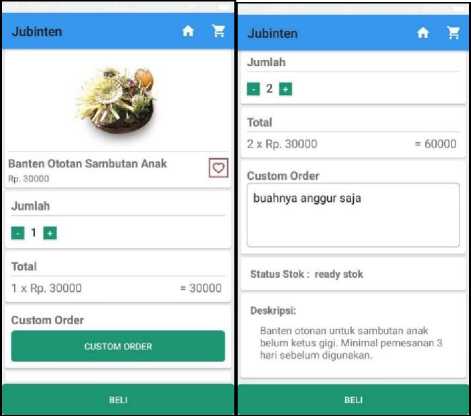 Jubinten
Banten Ototan Sambutan Anak
Rp. 30000
Jumlah
- 1 +
Total
1 x Rp. 30000 = 30000
Custom Order
CUSTOM ORDER
BELI
Jubinten
Jumlah
- 2 +
Total
2 x Rp. 30000 = 60000
Custom Order
buahnya anggur saja
Status Stok : ready stok
Deskripsi:
Banten otonan untuk sambutan anak
belum ketus gigi. Minimal pemesanan 3
hari sebelum digunakan.
BELI